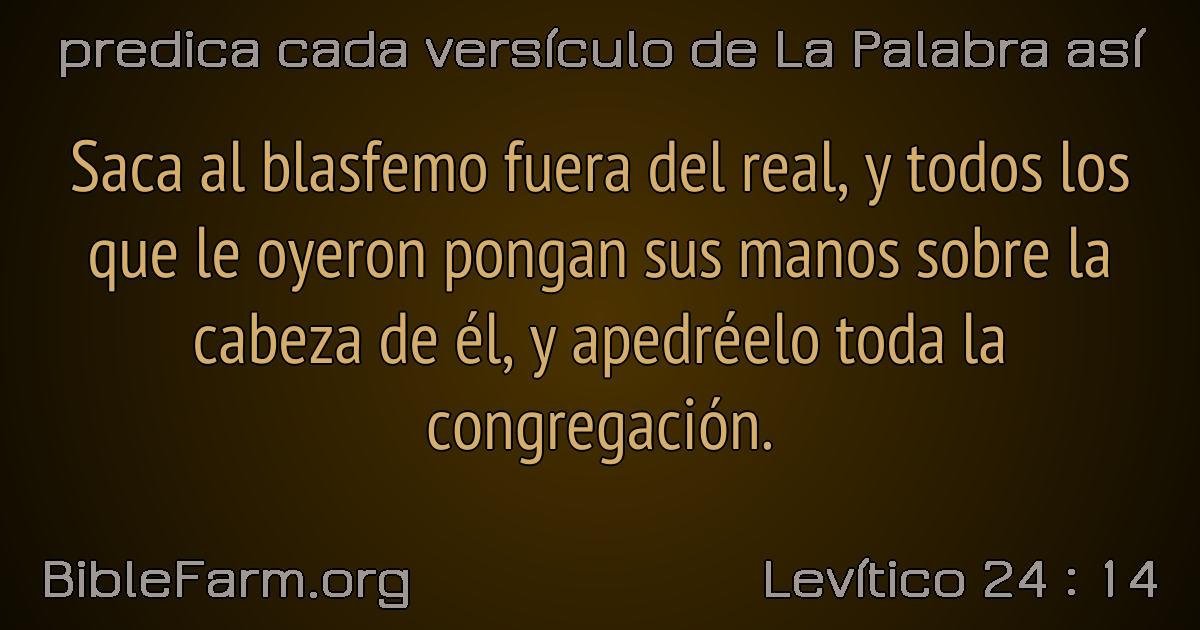 predica cada versículo de La Palabra así
Saca al blasfemo fuera del real, y todos los
que le oyeron pongan sus manos sobre la
cabeza de él, y apedréelo toda la
congregación.
BibleFarm.org
Levítico 24 : 14